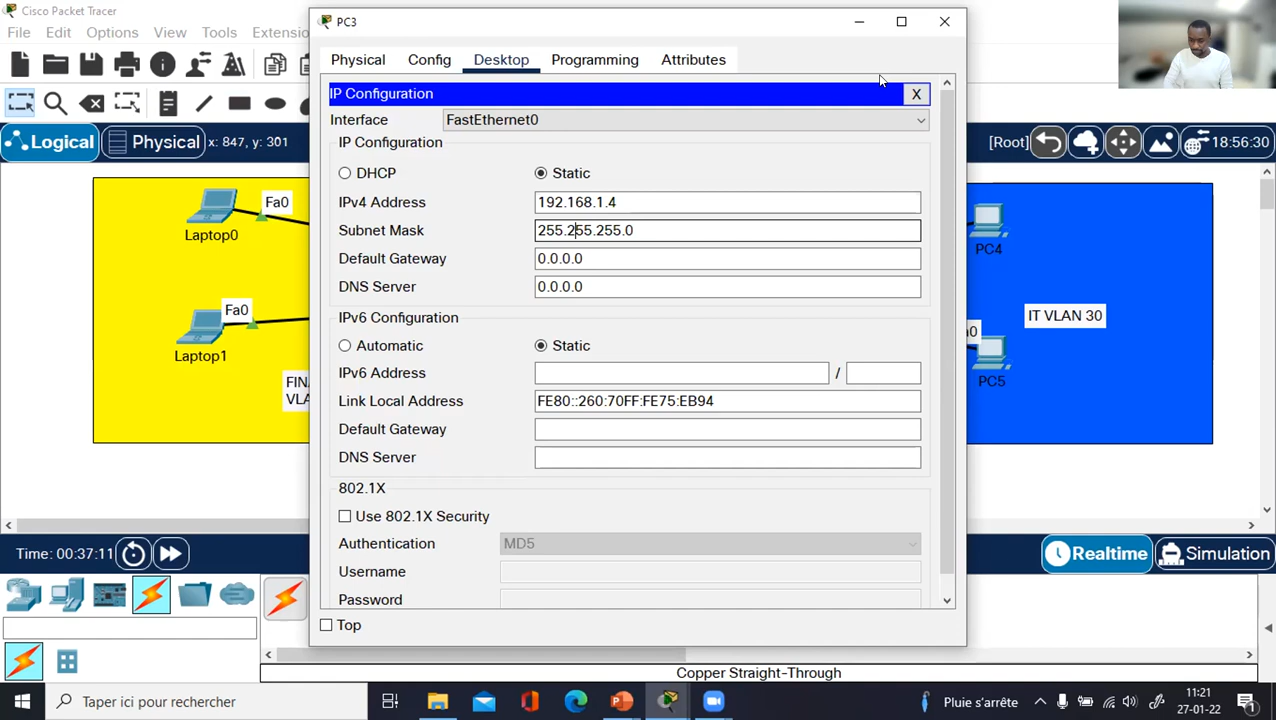 Cisco Packet Tracer
PC3
File Edit Options View Tools Extensio
Physical Config Desktop Programming Attributes
IP Configuration X
Interface FastEthernet0
IP Configuration
Logical Physical x: 847, y: 301 [Root] 18:56:30
DHCP Static
IPv4 Address 192.168.1.4
Subnet Mask 255.255.255.0
Default Gateway 0.0.0.0
DNS Server 0.0.0.0
IPv6 Configuration
Automatic Static
IPv6 Address /
Link Local Address FE80::260:70FF:FE75:EB94
Default Gateway
DNS Server
802.1X
Use 802.1X Security
Authentication MD5
Username
Password
Top
Fa0
Laptop0
Fa0
Laptop1
FIN
VLA
PC4
IT VLAN 30
a0
PC5
Time: 00:37:11 Realtime Simulation
Copper Straight-Through
Taper ici pour rechercher Pluie s'arrête 11:21
27-01-22
1